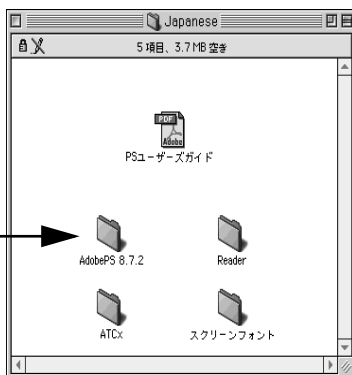 Japanese
5 項目、3.7 MB 空き
PDF
Adobe
PSユーザーズガイド
AdobePS 8.7.2
Reader
ATCx
スクリーンフォント